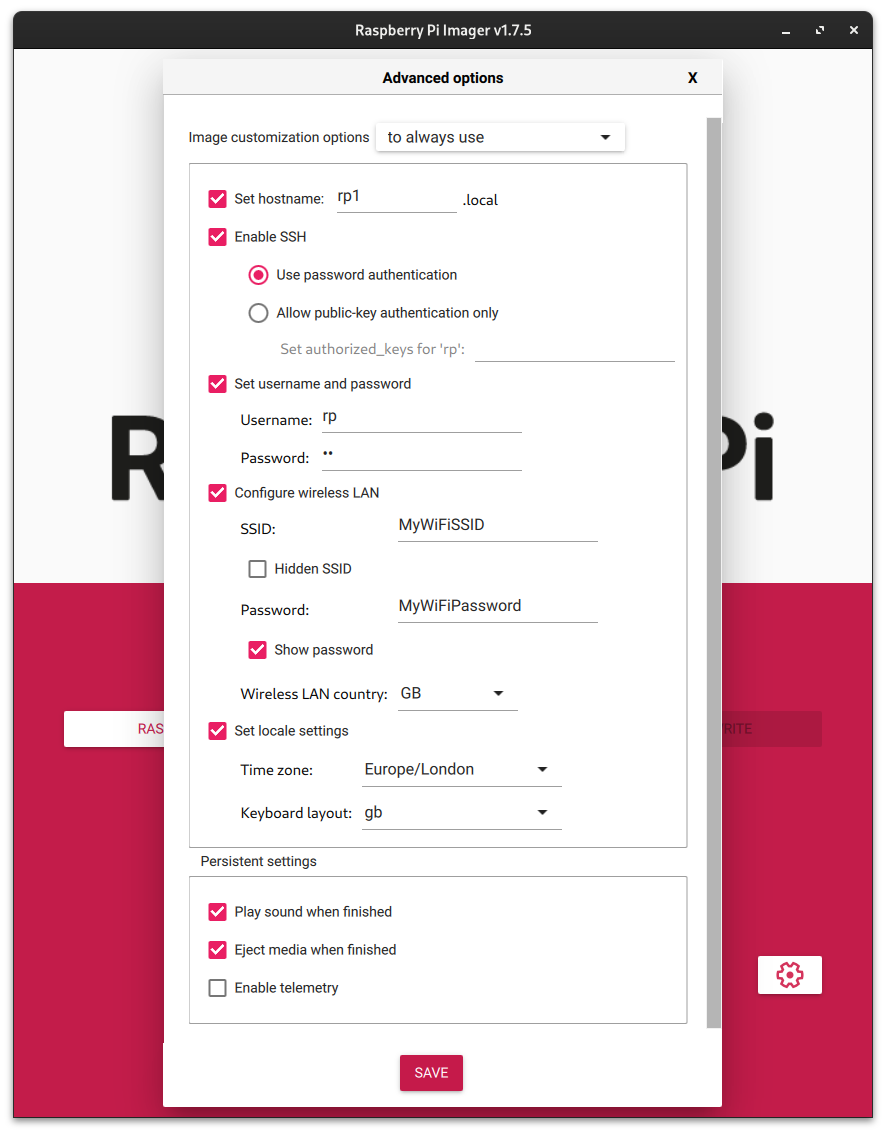 Raspberry Pi Imager v1.7.5
Advanced options X
Image customization options to always use
Set hostname: rp1 .local
Enable SSH
Use password authentication
Allow public-key authentication only
Set authorized_keys for 'rp':
R Pi
Set username and password
Username: rp
Password: ••
Configure wireless LAN
SSID: MyWiFiSSID
Hidden SSID
Password: MyWiFiPassword
Show password
Wireless LAN country: GB
RAS RITE
Set locale settings
Time zone: Europe/London
Keyboard layout: gb
Persistent settings
Play sound when finished
Eject media when finished
Enable telemetry
SAVE